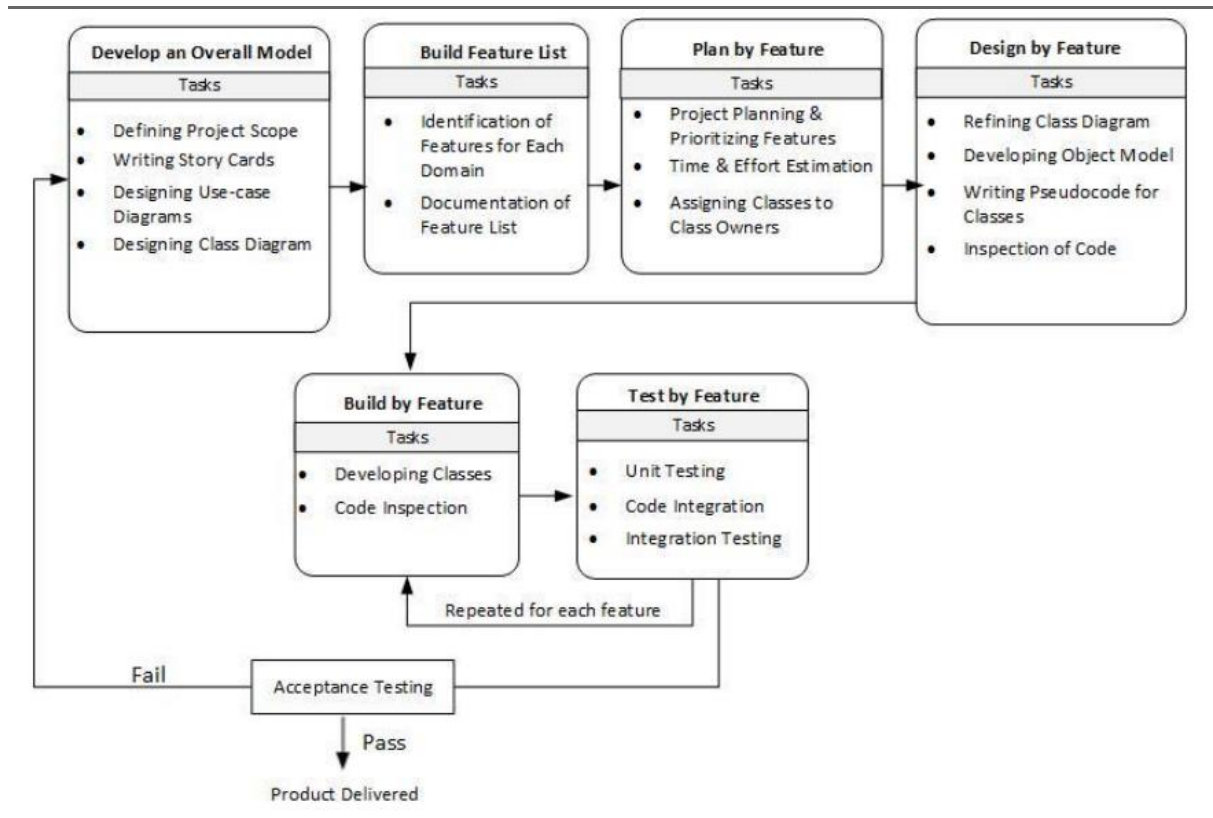 Develop an Overall Model
Tasks
• Defining Project Scope
• Writing Story Cards
• Designing Use-case
Diagrams
• Designing Class Diagram
Build Feature List
Tasks
• Identification of
Features for Each
Domain
• Documentation of
Feature List
Plan by Feature
Tasks
• Project Planning &
Prioritizing Features
• Time & Effort Estimation
• Assigning Classes to
Class Owners
Design by Feature
Tasks
• Refining Class Diagram
• Developing Object Model
• Writing Pseudocode for
Classes
• Inspection of Code
Build by Feature
Tasks
• Developing Classes
• Code Inspection
Test by Feature
Tasks
• Unit Testing
• Code Integration
• Integration Testing
Repeated for each feature
Fail
Acceptance Testing
Pass
Product Delivered